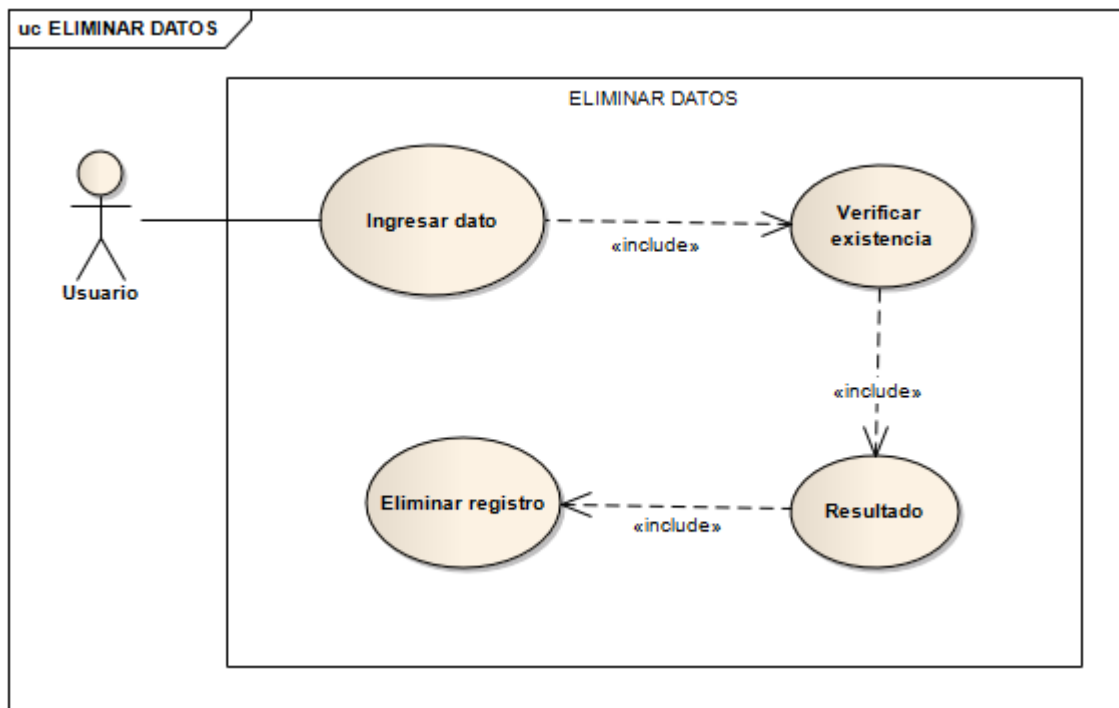 uc ELIMINAR DATOS
ELIMINAR DATOS
Usuario
Ingresar dato
«include»
Verificar
existencia
«include»
Resultado
«include»
Eliminar registro